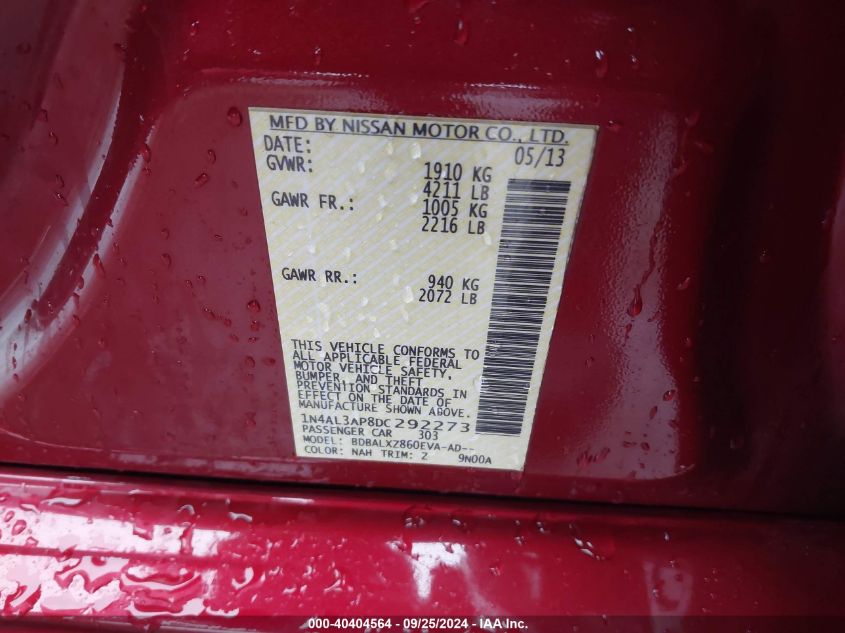 MFD BY NISSAN MOTOR CO., LTD.
DATE: 05/13
GVWR: 1910 KG
4211 LB
GAWR FR.: 1005 KG
2216 LB
GAWR RR.: 940 KG
2072 LB
THIS VEHICLE CONFORMS TO
ALL APPLICABLE FEDERAL
MOTOR VEHICLE SAFETY,
BUMPER, AND THEFT
PREVENTION STANDARDS IN
EFFECT ON THE DATE OF
MANUFACTURE SHOWN ABOVE.
1N4AL3AP8DC292273
PASSENGER CAR 303
MODEL: BDBALXZ860EVA-AD--
COLOR: NAH TRIM: 2 9N00A
000-40404564 - 09/25/2024 - IAA Inc.